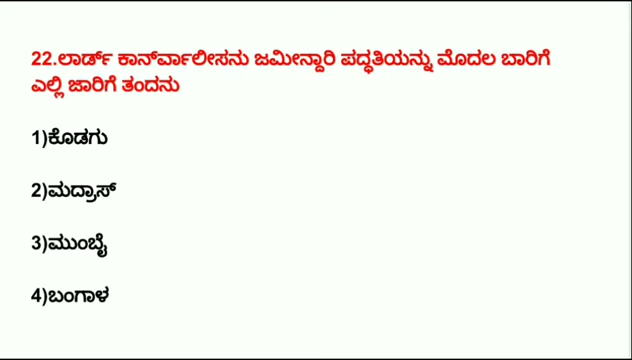 22.ಲಾರ್ಡ್ ಕಾರ್ನ್‌ವಾಲೀಸನು ಜಮೀನ್ದಾರಿ ಪದ್ಧತಿಯನ್ನು ಮೊದಲ ಬಾರಿಗೆ
ಎಲ್ಲಿ ಜಾರಿಗೆ ತಂದನು
1)ಕೊಡಗು
2)ಮದ್ರಾಸ್
3)ಮುಂಬೈ
4)ಬಂಗಾಳ